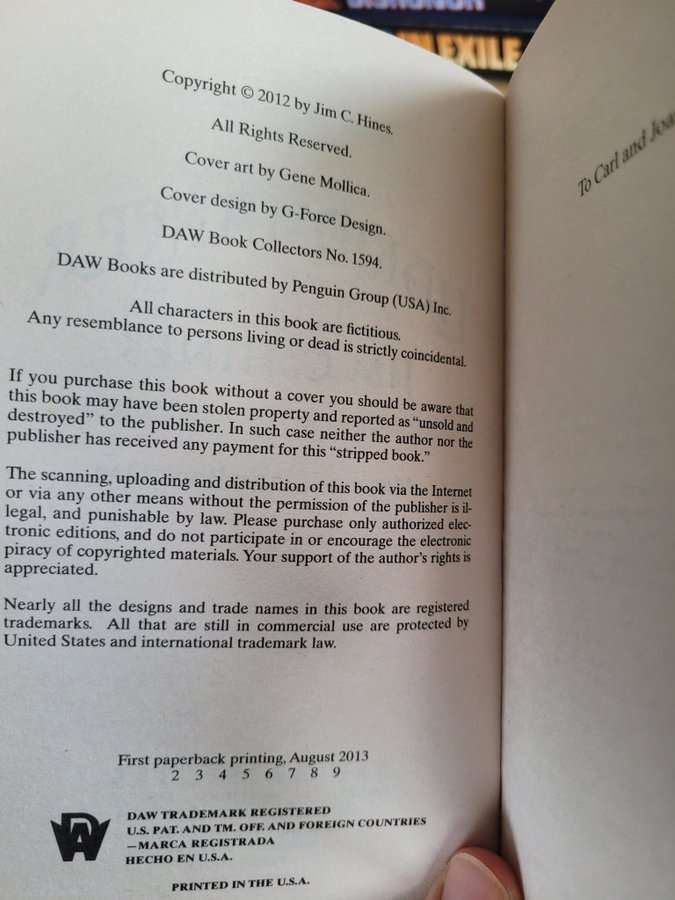 DISHONOR
IN EXILE
Copyright © 2012 by Jim C. Hines.
All Rights Reserved.
Cover art by Gene Mollica.
Cover design by G-Force Design.
DAW Book Collectors No. 1594.
DAW Books are distributed by Penguin Group (USA) Inc.
All characters in this book are fictitious.
Any resemblance to persons living or dead is strictly coincidental.
If you purchase this book without a cover you should be aware that
this book may have been stolen property and reported as “unsold and
destroyed” to the publisher. In such case neither the author nor the
publisher has received any payment for this “stripped book.”
The scanning, uploading and distribution of this book via the Internet
or via any other means without the permission of the publisher is il-
legal, and punishable by law. Please purchase only authorized elec-
tronic editions, and do not participate in or encourage the electronic
piracy of copyrighted materials. Your support of the author’s rights is
appreciated.
Nearly all the designs and trade names in this book are registered
trademarks. All that are still in commercial use are protected by
United States and international trademark law.
First paperback printing, August 2013
2 3 4 5 6 7 8 9
DAW
DAW TRADEMARK REGISTERED
U.S. PAT. AND TM. OFF. AND FOREIGN COUNTRIES
—MARCA REGISTRADA
HECHO EN U.S.A.
PRINTED IN THE U.S.A.
To Carl and